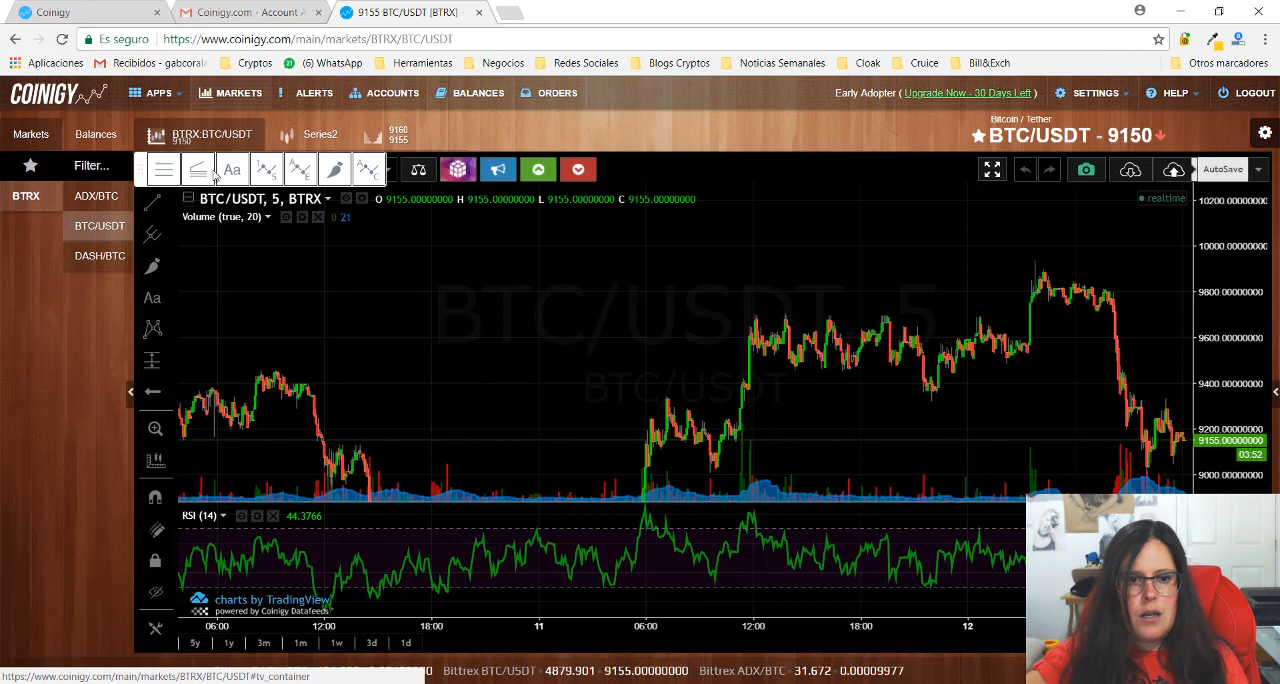 Coinigy
Coinigy.com - Account A
9155 BTC/USDT [BTRX] -
Es seguro
https://www.coinigy.com/main/markets/BTRX/BTC/USDT
Aplicaciones
Recibidos - gabcorala
Cryptos
(6) WhatsApp
Herramientas
Negoc
Redes Sociales
Blogs Cryptos
Noticias Semanales
Cloak
Cruice
Bill&Exch
Otros marcadores
COINIGY
APPS
MARKETS
ALERTS
ACCOUNTS
BALANCES
ORDERS
Early Adopter ( Upgrade Now - 30 Days Left )
SETTINGS
HELP
LOGOUT
Markets
Balances
BTRX:BTC/USDT
9150
Series2
9160
9155
Bitcoin / Tether
BTC/USDT - 9150
Filter...
Aa
AutoSave
BTRX
ADX/BTC
BTC/USDT
DASH/BTC
BTC/USDT, 5, BTRX
O 9155.00000000 H 9155.00000000 L 9155.00000000 C 9155.00000000
realtime
Volume (true, 20)
0 21
Aa
BTC/USDT, 5
BTC/USDT
10200.00000000
10000.00000000
9800.00000000
9600.00000000
9400.00000000
9200.00000000
9155.00000000
03:52
9000.00000000
RSI (14)
44.3766
charts by TradingView
powered by Coinigy Datafeeds
06:00
12:00
18:00
11
06:00
12:00
18:00
12
5y
1y
3m
1m
1w
3d
1d
Bittrex BTC/USDT
4879.901
9155.00000000
Bittrex ADX/BTC
31.672
0.00009977
https://www.coinigy.com/main/markets/BTRX/BTC/USDT#tv_container